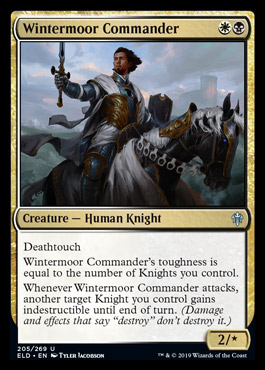 Wintermoor Commander
Creature — Human Knight
Deathtouch
Wintermoor Commander's toughness is
equal to the number of Knights you control.
Whenever Wintermoor Commander attacks,
another target Knight you control gains
indestructible until end of turn. (Damage
and effects that say "destroy" don't destroy it.)
2/*
205/269 U
ELD • EN Tyler Jacobson
™ & © 2019 Wizards of the Coast